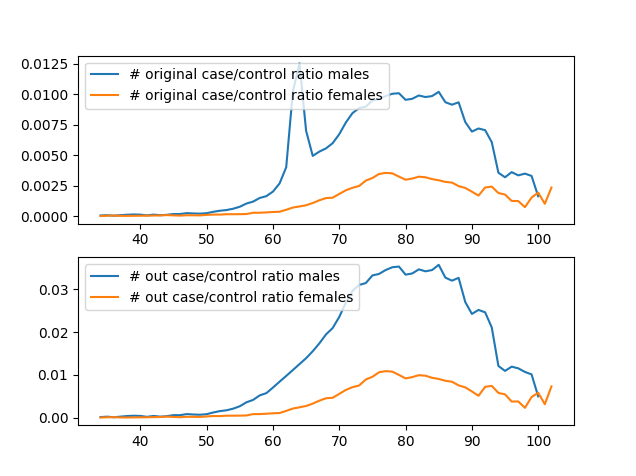 0.0125
0.0100
0.0075
0.0050
0.0025
0.0000
# original case/control ratio males
# original case/control ratio females
40 50 60 70 80 90 100
0.03
0.02
0.01
0.00
# out case/control ratio males
# out case/control ratio females
40 50 60 70 80 90 100